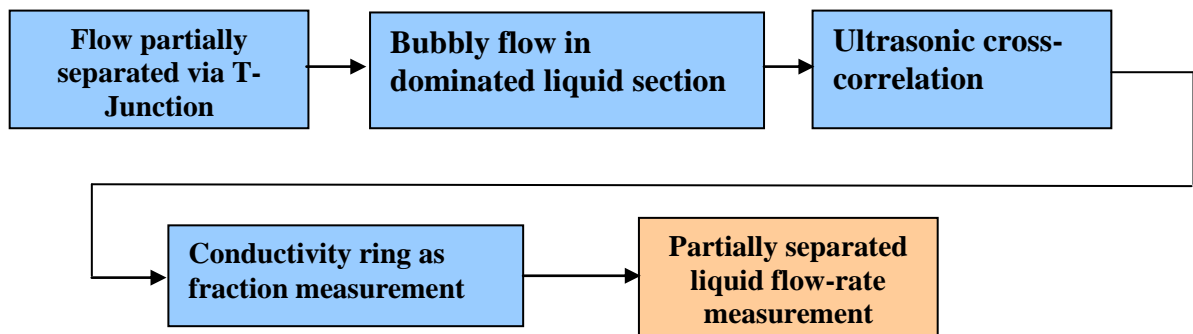 Flow partially
separated via T-
Junction
Bubbly flow in
dominated liquid section
Ultrasonic cross-
correlation
Conductivity ring as
fraction measurement
Partially separated
liquid flow-rate
measurement